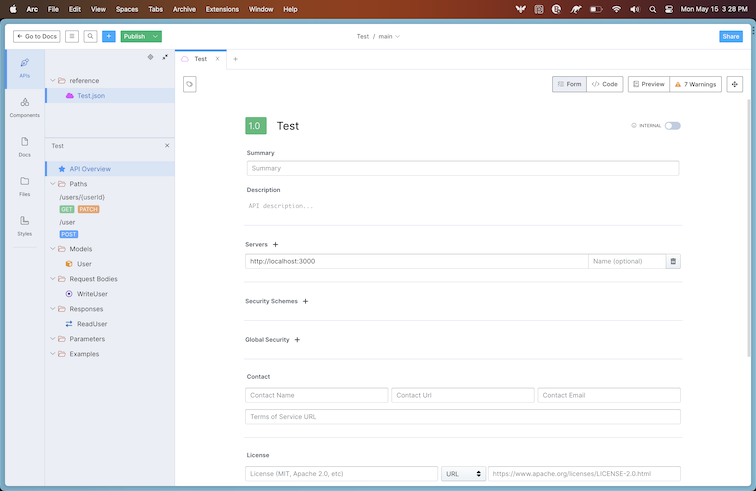 Arc File Edit View Spaces Tabs Archive Extensions Window Help Mon May 15 3 28 PM
Go to Docs Publish Test / main Share
APIs
Components
Docs
Files
Styles
reference
Test.json
Test
API Overview
Paths
/users/{userId}
GET PATCH
/user
POST
Models
User
Request Bodies
WriteUser
Responses
ReadUser
Parameters
Examples
Test
Form </> Code Preview 7 Warnings
1.0 Test INTERNAL
Summary
Summary
Description
API description...
Servers +
http://localhost:3000 Name (optional)
Security Schemes +
Global Security +
Contact
Contact Name Contact Url Contact Email
Terms of Service URL
License
License (MIT, Apache 2.0, etc) URL https://www.apache.org/licenses/LICENSE-2.0.html